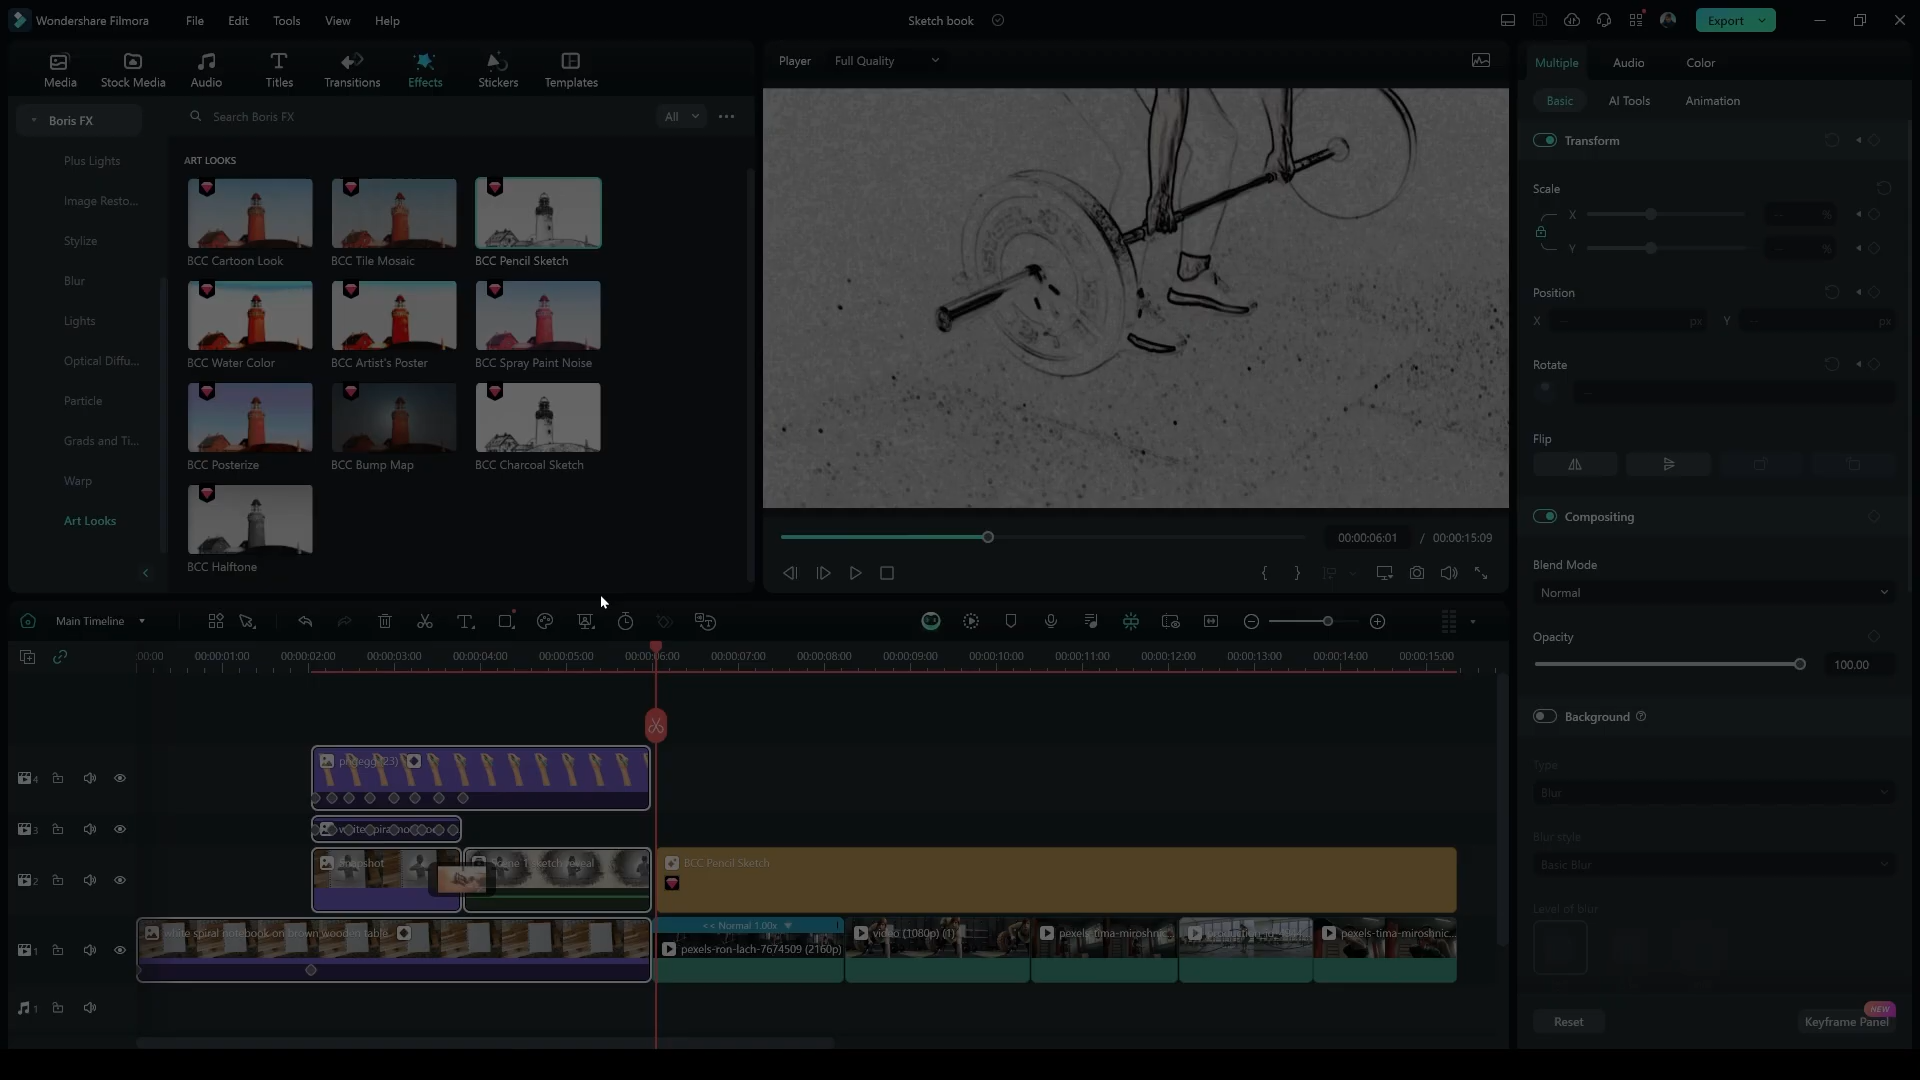 Wondershare Filmora File Edit Tools View Help Sketch book Export
Media Stock Media Audio Titles Transitions Effects Stickers Templates
Player Full Quality
Multiple Audio Color
Boris FX
Search Boris FX
All
Basic AI Tools Animation
Plus Lights
Image Resto...
Stylize
Blur
Lights
Optical Diffu...
Particle
Grads and Ti...
Warp
Art Looks
ART LOOKS
BCC Cartoon Look BCC Tile Mosaic BCC Pencil Sketch
BCC Water Color BCC Artist's Poster BCC Spray Paint Noise
BCC Posterize BCC Bump Map BCC Charcoal Sketch
BCC Halftone
00:00:06:01 / 00:00:15:09
Transform
Scale
X -- %
Y -- %
Position
X -- px Y -- px
Rotate
--
Flip
Compositing
Blend Mode
Normal
Opacity
100.00
Background
Type
Blur
Blur style
Basic Blur
Level of blur
Reset
NEW
Keyframe Panel
Main Timeline
:00:00 00:00:01:00 00:00:02:00 00:00:03:00 00:00:04:00 00:00:05:00 00:00:06:00 00:00:07:00 00:00:08:00 00:00:09:00 00:00:10:00 00:00:11:00 00:00:12:00 00:00:13:00 00:00:14:00 00:00:15:00
4
pngegg (23)
3
2
snapshot
BCC Pencil Sketch
1
white spiral notebook on brown wooden table
<< Normal 1.00x
pexels-ron-lach-7674509 (2160p)
video (1080p) (1)
pexels-tima-miroshnic...
pexels-tima-miroshnic...
1